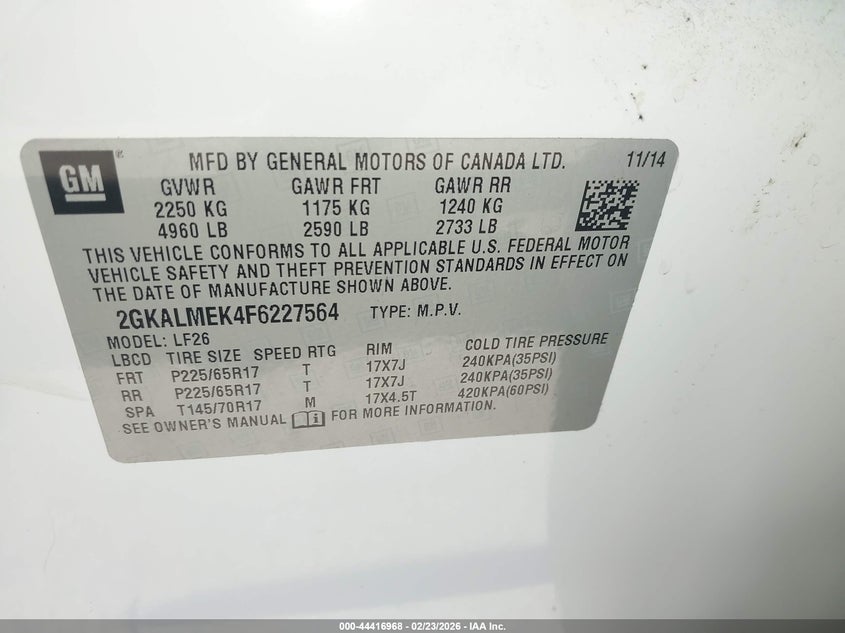 GM ® MFD BY GENERAL MOTORS OF CANADA LTD. 11/14
GVWR GAWR FRT GAWR RR
2250 KG 1175 KG 1240 KG
4960 LB 2590 LB 2733 LB
THIS VEHICLE CONFORMS TO ALL APPLICABLE U.S. FEDERAL MOTOR
VEHICLE SAFETY AND THEFT PREVENTION STANDARDS IN EFFECT ON
THE DATE OF MANUFACTURE SHOWN ABOVE.
2GKALMEK4F6227564 TYPE: M.P.V.
MODEL: LF26
LBCD TIRE SIZE SPEED RTG RIM COLD TIRE PRESSURE
FRT P225/65R17 T 17X7J 240KPA(35PSI)
RR P225/65R17 T 17X7J 240KPA(35PSI)
SPA T145/70R17 M 17X4.5T 420KPA(60PSI)
SEE OWNER'S MANUAL FOR MORE INFORMATION.
000-44416968 - 02/23/2026 - IAA Inc.